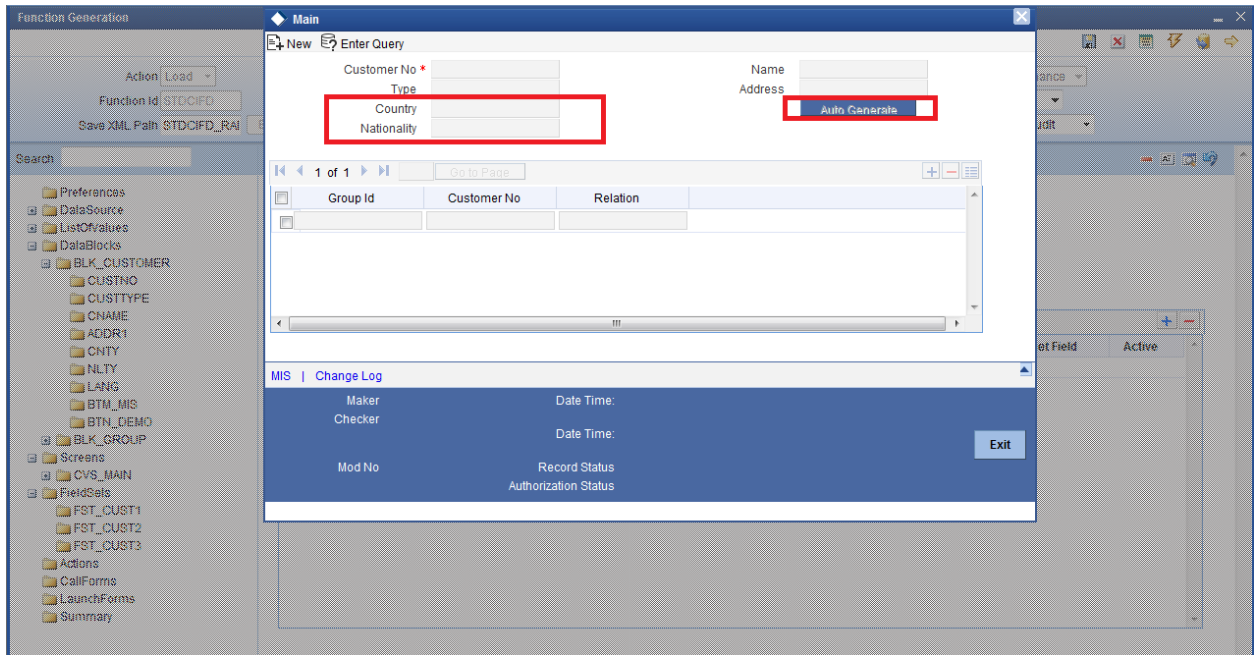 Function Generation
Action Load
Function Id STDCIFD
Save XML Path STDCIFD_RAI
Search
Preferences
DataSource
ListOfValues
DataBlocks
BLK_CUSTOMER
CUSTNO
CUSTTYPE
CNAME
ADDR1
CNTY
NLTY
LANG
BTM_MIS
BTN_DEMO
BLK_GROUP
Screens
CVS_MAIN
FieldSets
FST_CUST1
FST_CUST2
FST_CUST3
Actions
CallForms
LaunchForms
Summary
Main
New Enter Query
Customer No * Name
Type Address
Country Auto Generate
Nationality
1 of 1 Go to Page
Group Id Customer No Relation
MIS | Change Log
Maker Date Time:
Checker
Date Time:
Exit
Mod No Record Status
Authorization Status
Active